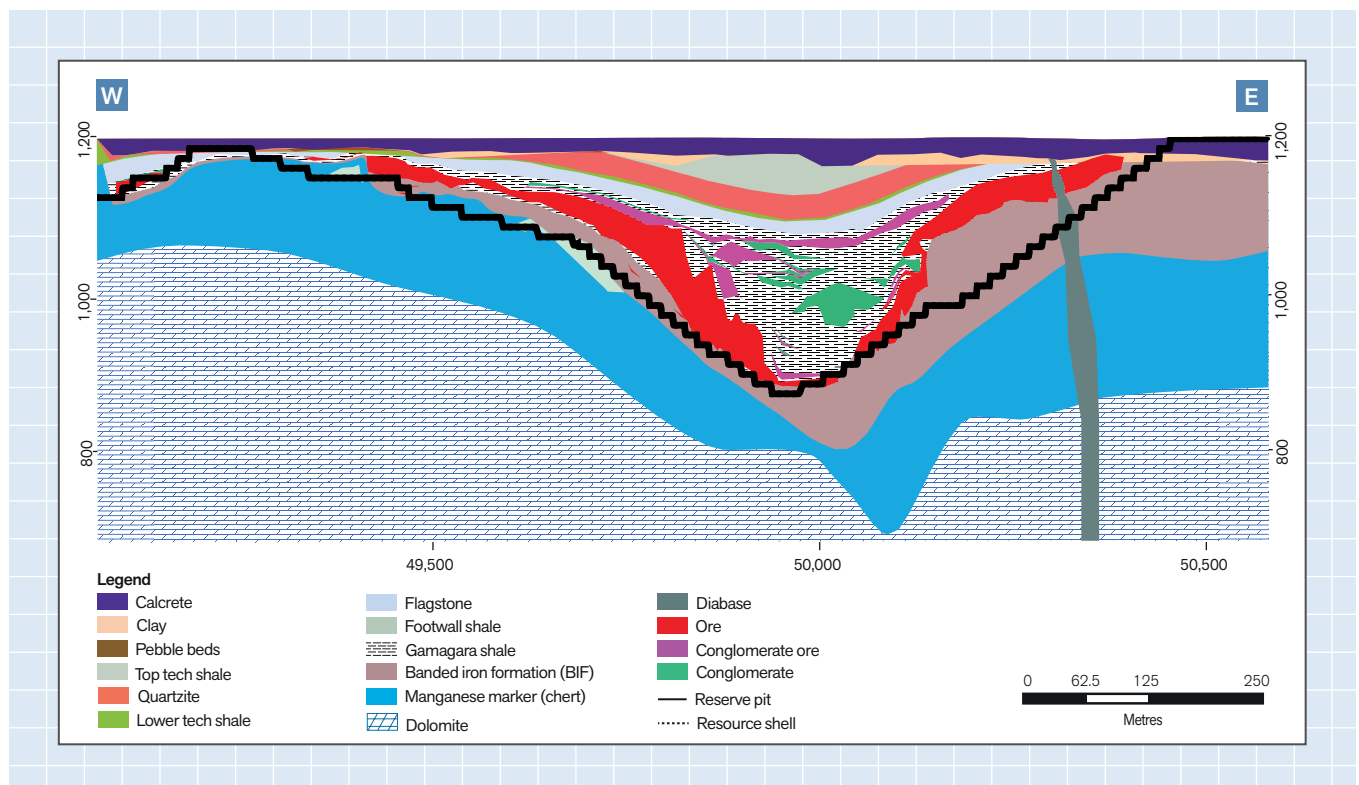 W
E
1,200
1,200
1,000
1,000
800
800
49,500
50,000
50,500
Legend
Calcrete
Clay
Pebble beds
Top tech shale
Quartzite
Lower tech shale
Flagstone
Footwall shale
Gamagara shale
Banded iron formation (BIF)
Manganese marker (chert)
Dolomite
Diabase
Ore
Conglomerate ore
Conglomerate
Reserve pit
Resource shell
0 62.5 125 250
Metres